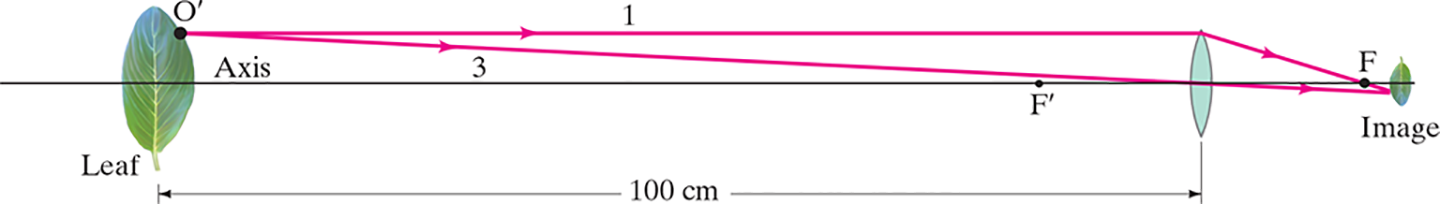 O′
1
Axis
3
F
F′
Image
Leaf
100 cm